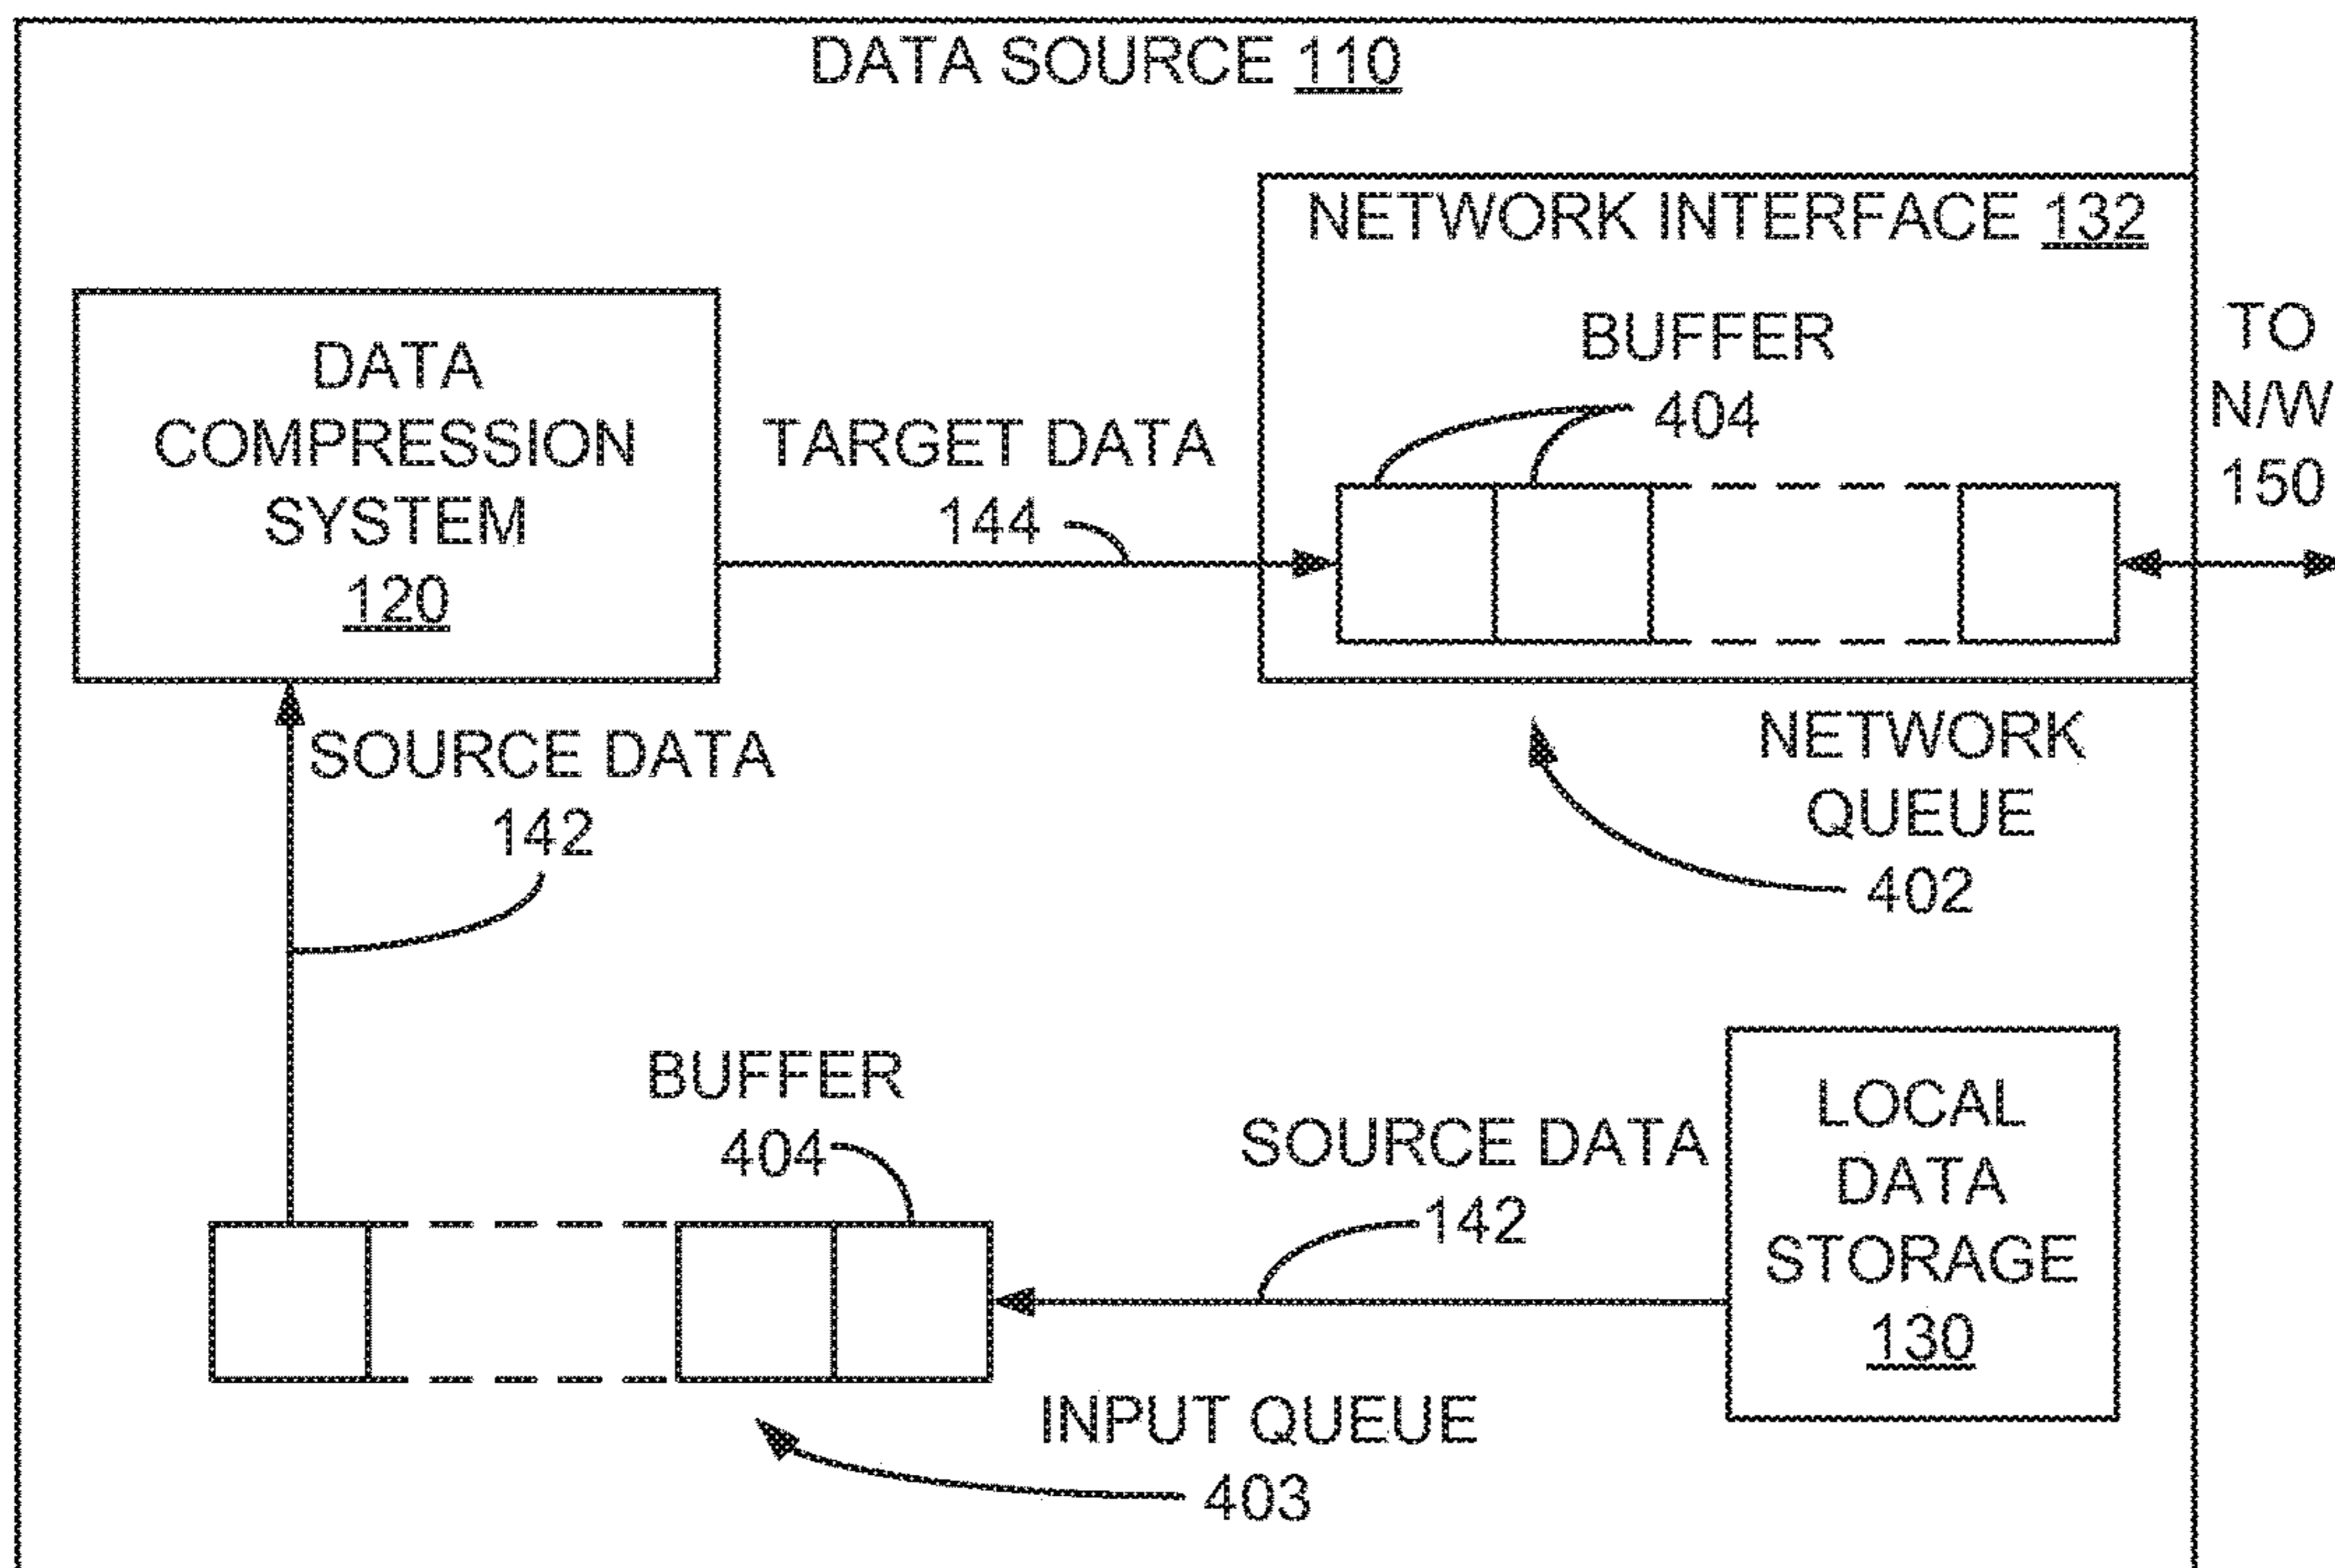 DATA SOURCE 110
NETWORK INTERFACE 132
BUFFER
404
TO
N/W
150
DATA
COMPRESSION
SYSTEM
120
TARGET DATA
144
SOURCE DATA
142
NETWORK
QUEUE
402
BUFFER
404
SOURCE DATA
142
LOCAL
DATA
STORAGE
130
INPUT QUEUE
403